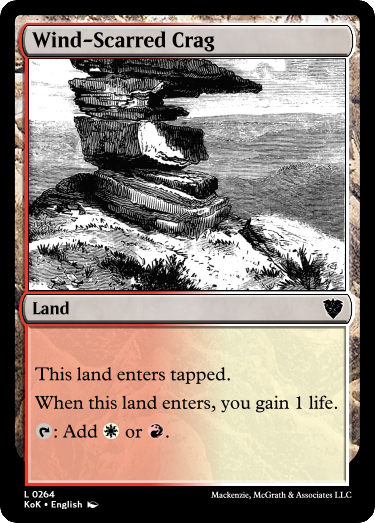 Wind-Scarred Crag
Land
This land enters tapped.
When this land enters, you gain 1 life.
: Add or .
L 0264
KoK • English
Mackenzie, McGrath & Associates LLC